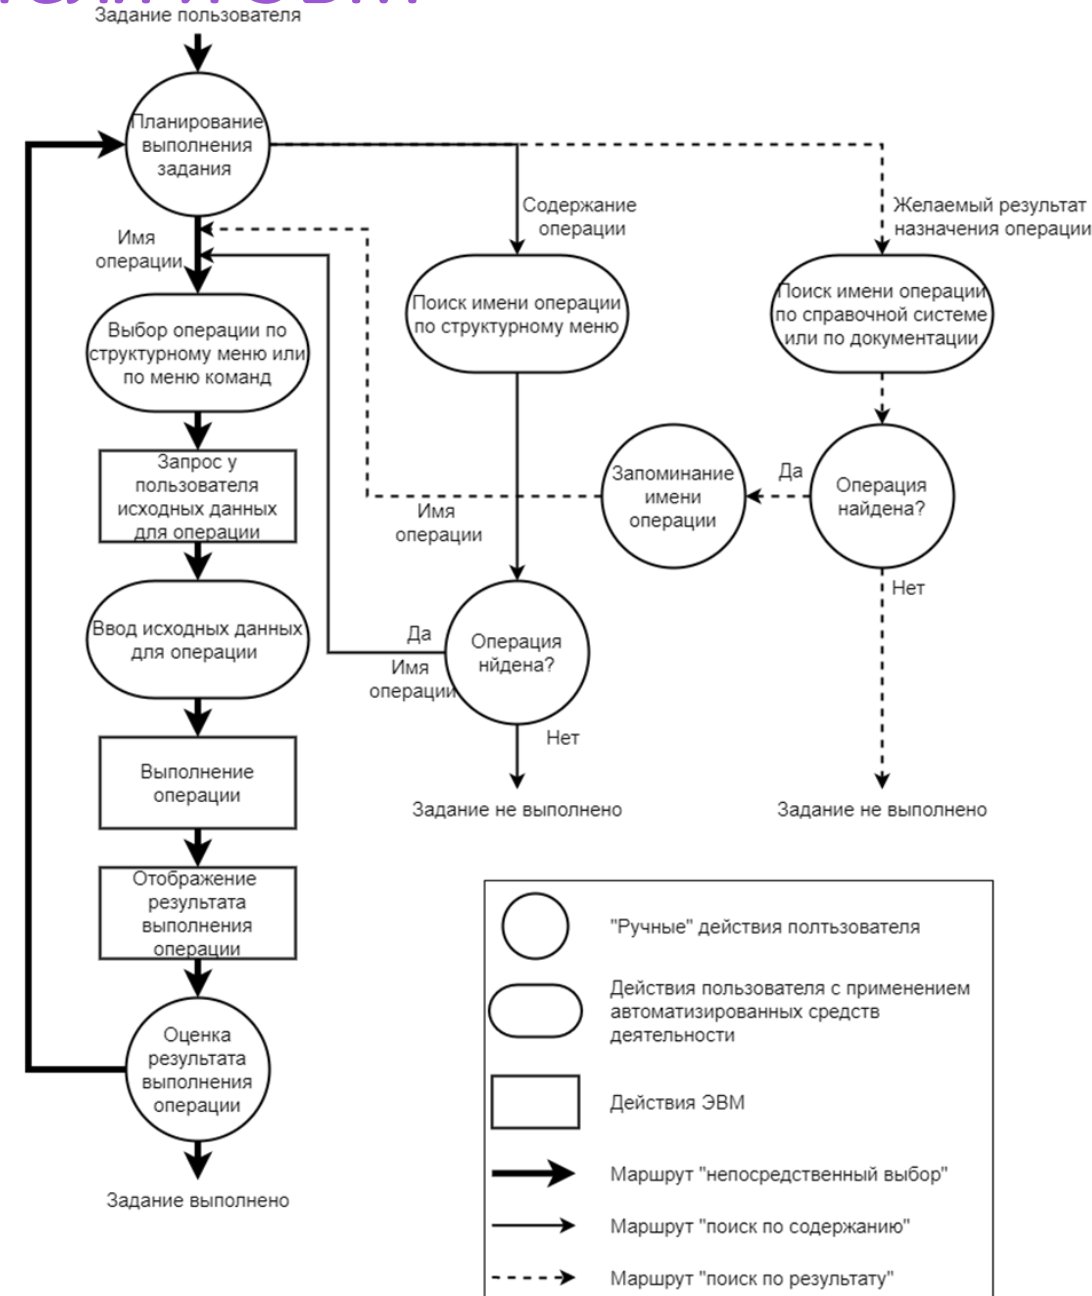 Задание пользователя
Планирование
выполнения
задания
Содержание
операции
Желаемый результат
назначения операции
Имя
операции
Выбор операции по
структурному меню или
по меню команд
Поиск имени операции
по структурному меню
Поиск имени операции
по справочной системе
или по документации
Запрос у
пользователя
исходных данных
для операции
Запоминание
имени
операции
Да
Операция
найдена?
Имя
операции
Нет
Ввод исходных данных
для операции
Да
Имя
операции
Операция
нйдена?
Нет
Выполнение
операции
Задание не выполнено
Задание не выполнено
Отображение
результата
выполнения
операции
Оценка
результата
выполнения
операции
Задание выполнено
"Ручные" действия полтьзователя
Действия пользователя с применением
автоматизированных средств
деятельности
Действия ЭВМ
Маршрут "непосредственный выбор"
Маршрут "поиск по содержанию"
Маршрут "поиск по результату"